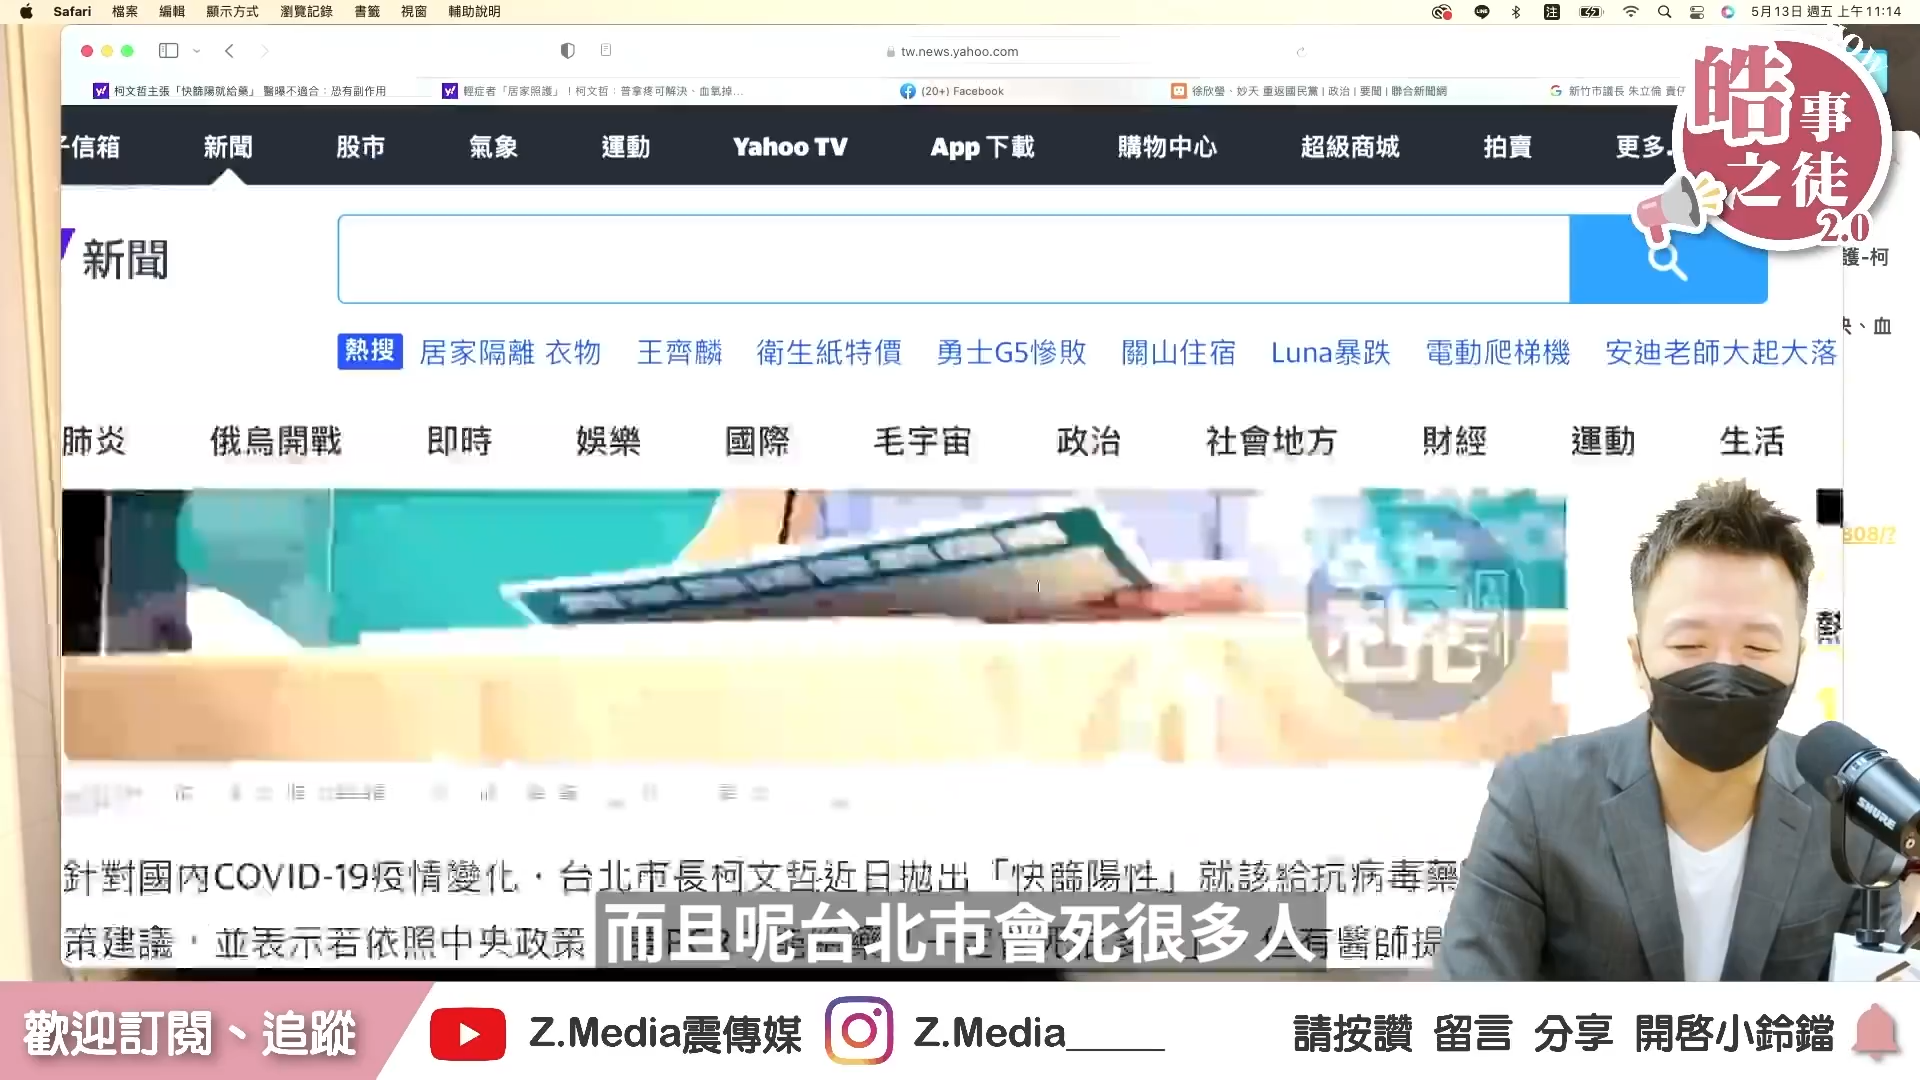 Safari 檔案 編輯 顯示方式 瀏覽記錄 書籤 視窗 輔助說明 注 5月13日 週五 上午11:14
tw.news.yahoo.com
柯文哲主張「快篩陽就給藥」 醫曝不適合：恐有副作用
輕症者「居家照護」！柯文哲：普拿疼可解決、血氧掉...
(20+) Facebook
徐欣瑩、妙天 重返國民黨 | 政治 | 要聞 | 聯合新聞網
新竹市議長 朱立倫 責任
子信箱 新聞 股市 氣象 運動 Yahoo TV App 下載 購物中心 超級商城 拍賣 更多
皓事之徒
2.0
新聞
護-柯
、血
熱搜 居家隔離 衣物 王齊麟 衛生紙特價 勇士G5慘敗 關山住宿 Luna暴跌 電動爬梯機 安迪老師大起大落
肺炎 俄烏開戰 即時 娛樂 國際 毛宇宙 政治 社會地方 財經 運動 生活
808/?
SHURE
針對國內COVID-19疫情變化，台北市長柯文哲近日拋出「快篩陽性」就該給抗病毒藥
策建議，並表示若依照中央政策
有醫師提
而且呢台北市會死很多人
歡迎訂閱、追蹤 Z.Media震傳媒 Z.Media_____ 請按讚 留言 分享 開啓小鈴鐺